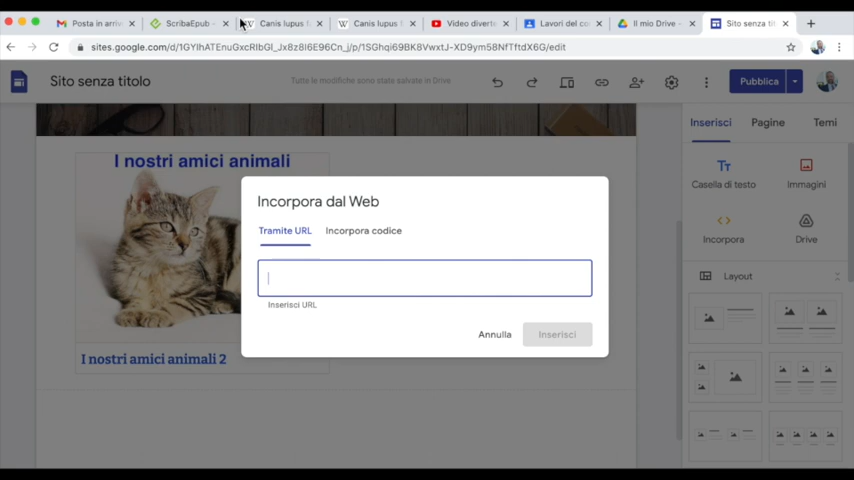 Posta in arriv
ScribaEpub -
Canis lupus f
Canis lupus f
Video diverte
Lavori del co
Il mio Drive -
Sito senza tit
sites.google.com/d/1GYIhATEnuGxcRIbGI_Jx8z8I6E96Cn_j/p/1SGhqi69BK8VwxtJ-XD9ym58NfTftdX6G/edit
Sito senza titolo
Tutte le modifiche sono state salvate in Drive
Pubblica
Inserisci
Pagine
Temi
I nostri amici animali
Casella di testo
Immagini
Incorpora dal Web
Tramite URL
Incorpora codice
Incorpora
Drive
Layout
Inserisci URL
Annulla
Inserisci
I nostri amici animali 2